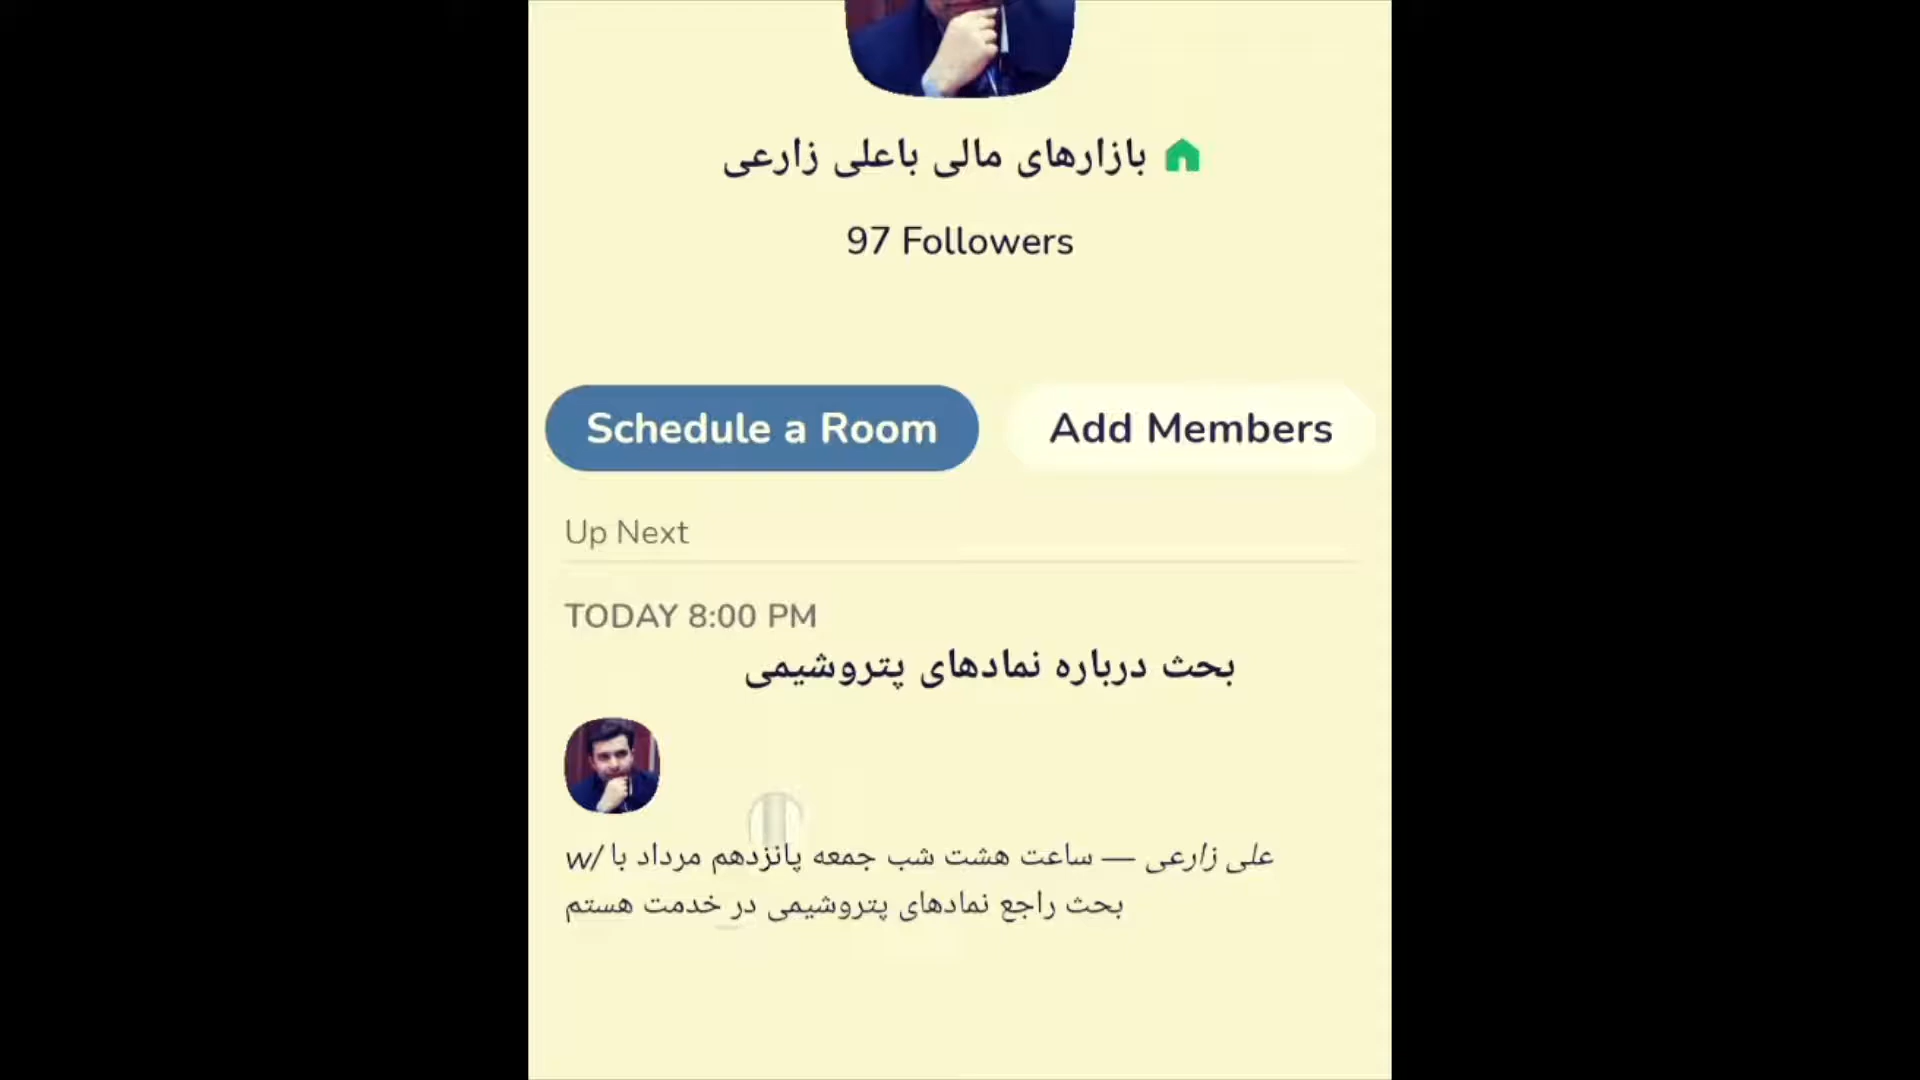 بازارهای مالی باعلی زارعی
97 Followers
Schedule a Room
Add Members
Up Next
TODAY 8:00 PM
بحث درباره نمادهای پتروشیمی
w/ علی زارعی — ساعت هشت شب جمعه پانزدهم مرداد با
بحث راجع نمادهای پتروشیمی در خدمت هستم